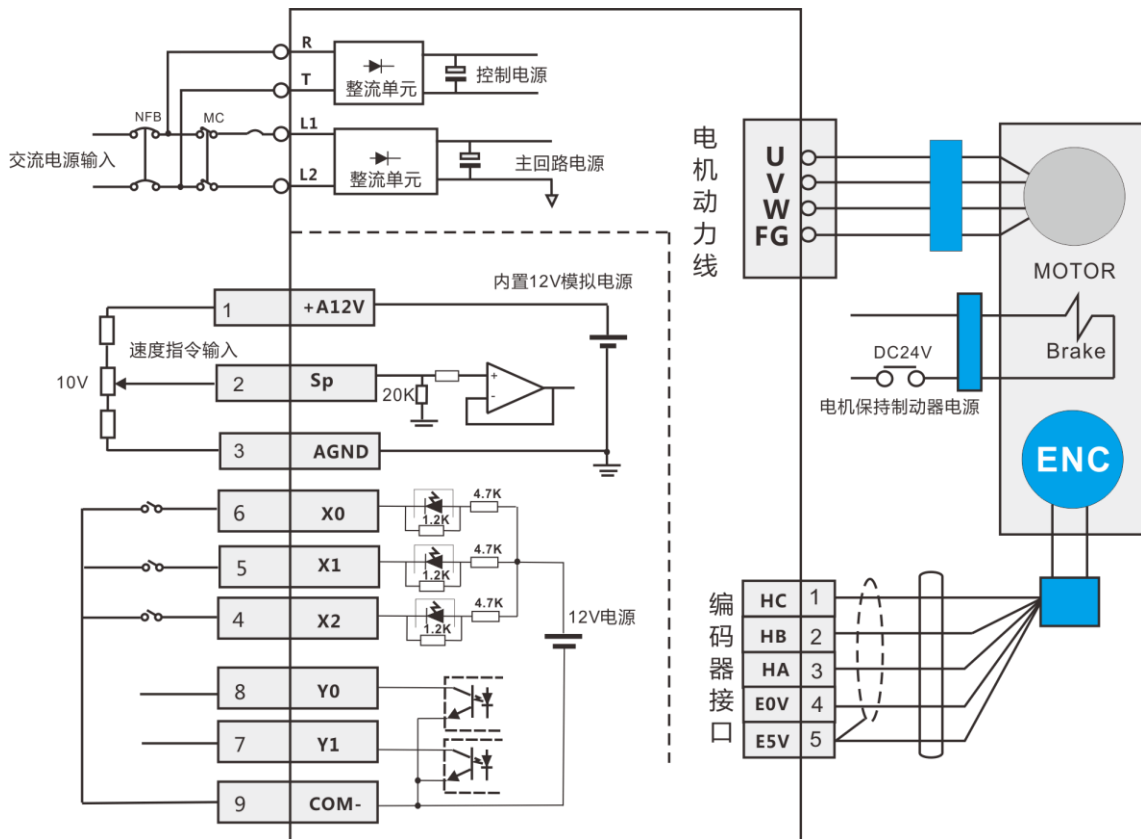 R
整流单元
控制电源
T
NFB
MC
交流电源输入
L1
整流单元
主回路电源
L2
电机动力线
U
V
W
FG
MOTOR
Brake
DC24V
电机保持制动器电源
ENC
内置12V模拟电源
1
+A12V
速度指令输入
10V
2
Sp
20K
+
-
3
AGND
6
X0
1.2K
4.7K
5
X1
1.2K
4.7K
4
X2
1.2K
4.7K
12V电源
8
Y0
7
Y1
9
COM-
编码器接口
HC 1
HB 2
HA 3
E0V 4
E5V 5